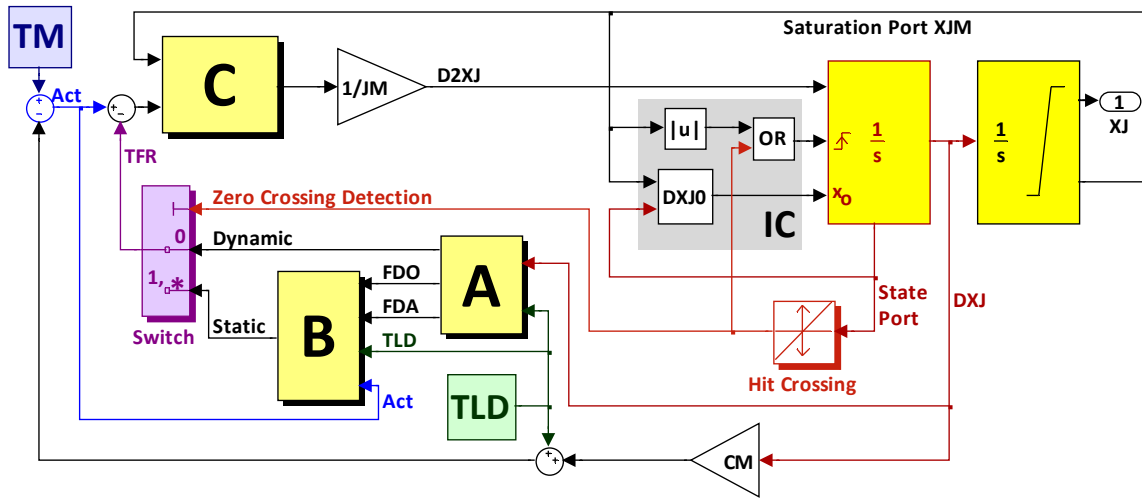 Saturation Port XJM
TM
Act
C
1/JM
D2XJ
|u|
OR
1
s
1
s
1
XJ
TFR
DXJ0
xo
IC
Zero Crossing Detection
0
Dynamic
1, *
Static
Switch
FDO
FDA
TLD
A
B
Act
State
Port
DXJ
Hit Crossing
TLD
CM
+
-
+
-
+
+